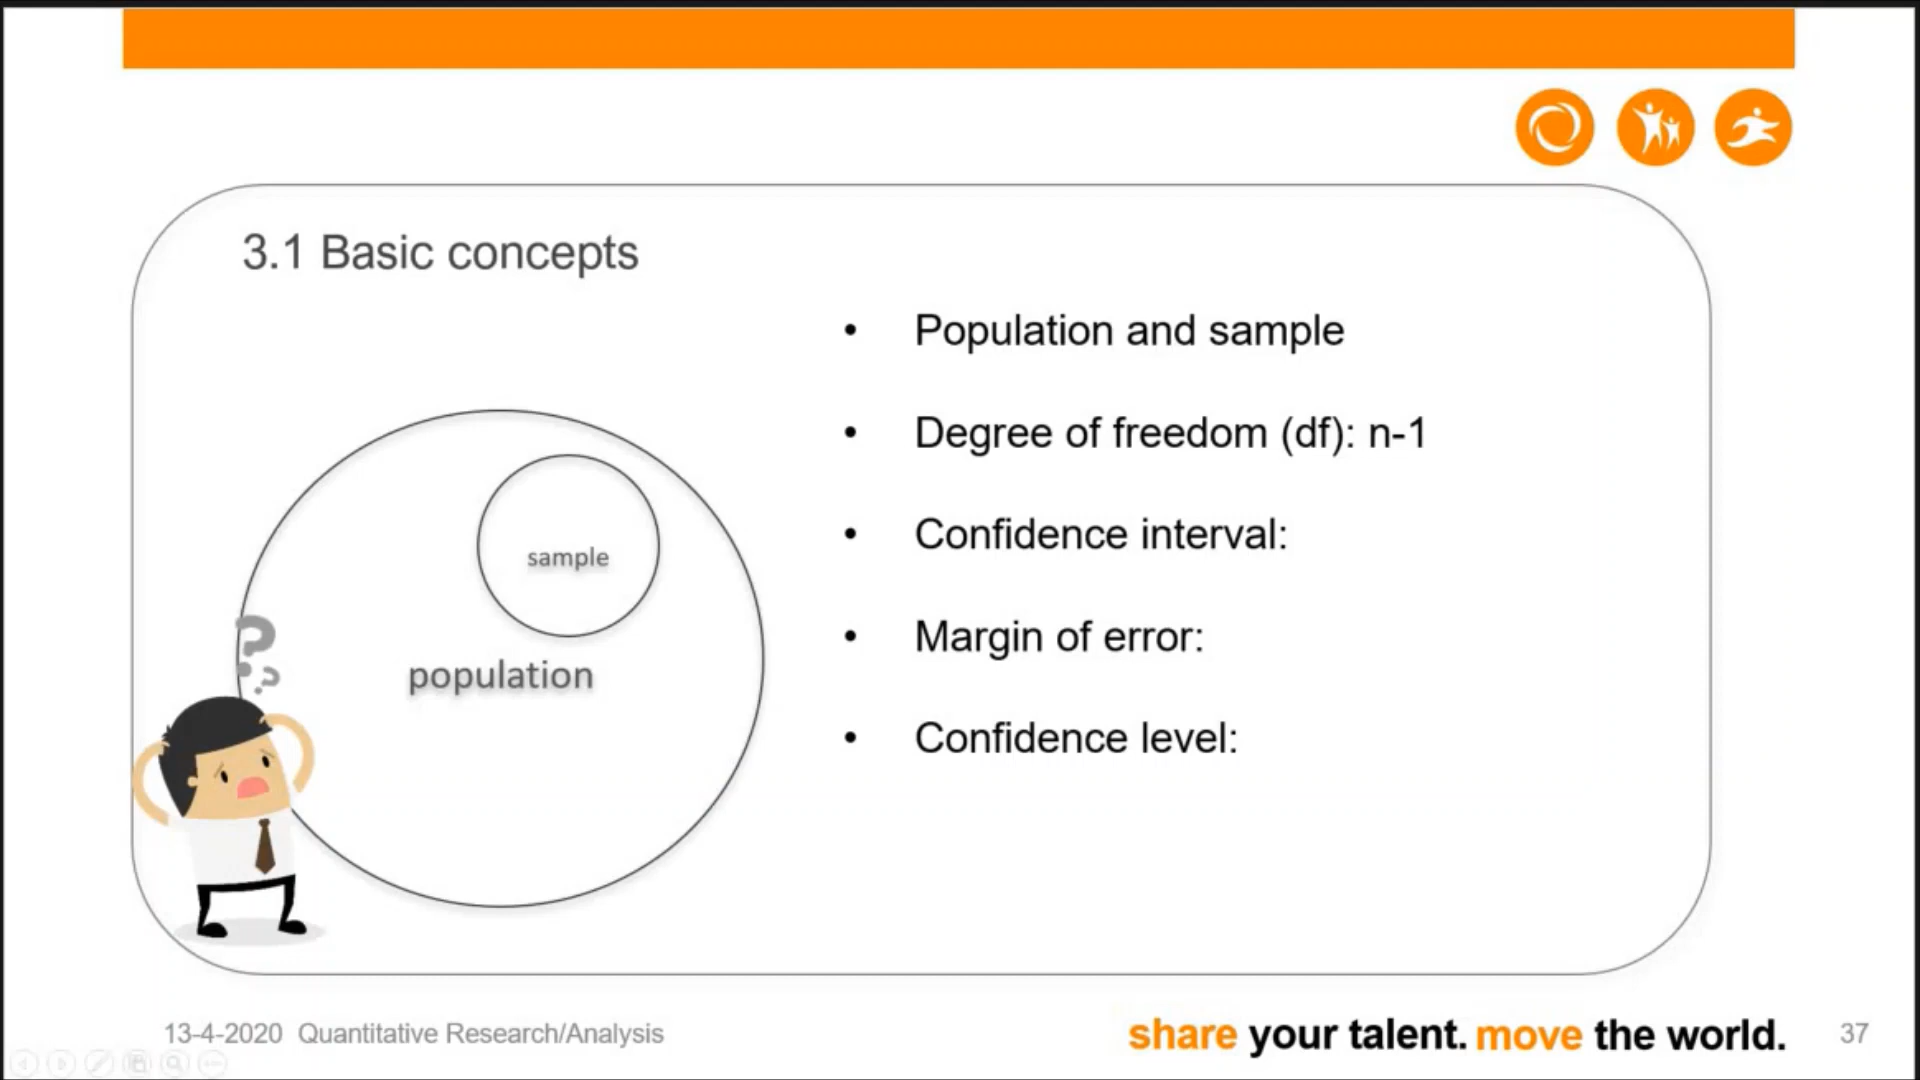 3.1 Basic concepts
• Population and sample
• Degree of freedom (df): n-1
• Confidence interval:
• Margin of error:
• Confidence level:
sample
population
??
?
13-4-2020 Quantitative Research/Analysis
share your talent. move the world.
37